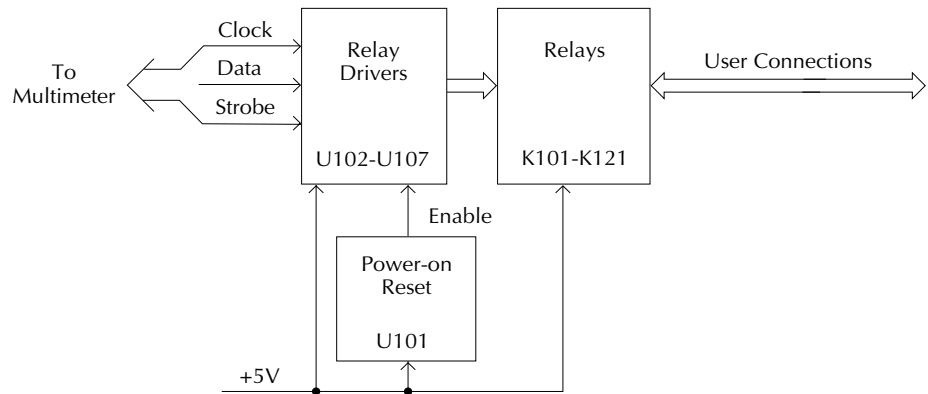 To
Multimeter
Clock
Data
Strobe
Relay
Drivers
U102-U107
Relays
K101-K121
User Connections
Enable
Power-on
Reset
U101
+5V